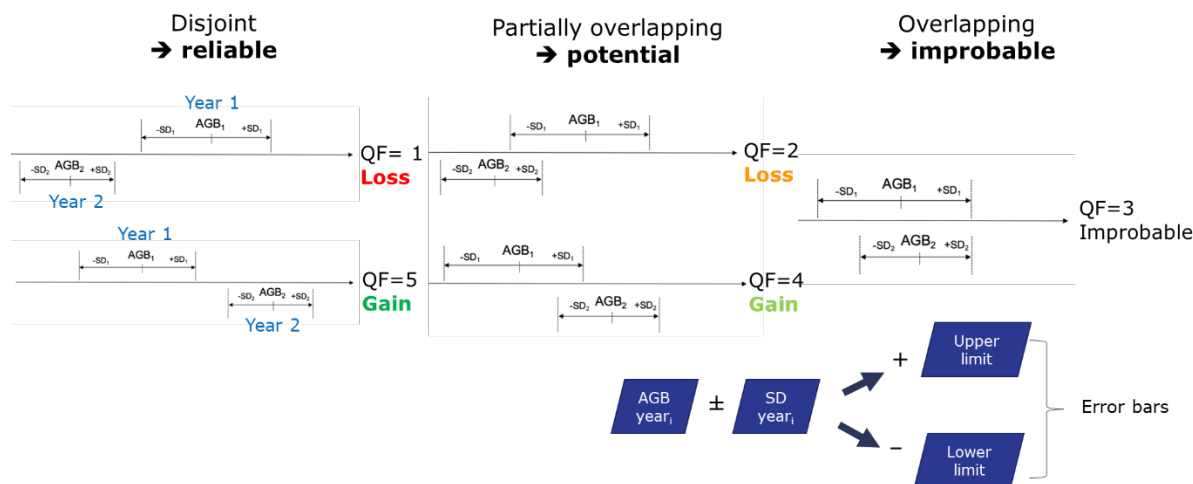 Disjoint
➔ reliable
Partially overlapping
➔ potential
Overlapping
➔ improbable
Year 1
-SD₁ AGB₁ +SD₁
-SD₂ AGB₂ +SD₂
Year 2
QF= 1
Loss
-SD₁ AGB₁ +SD₁
-SD₂ AGB₂ +SD₂
QF=2
Loss
-SD₁ AGB₁ +SD₁
-SD₂ AGB₂ +SD₂
QF=3
Improbable
Year 1
-SD₁ AGB₁ +SD₁
-SD₂ AGB₂ +SD₂
Year 2
QF=5
Gain
-SD₁ AGB₁ +SD₁
-SD₂ AGB₂ +SD₂
QF=4
Gain
AGB
yearᵢ
±
SD
yearᵢ
+
Upper
limit
−
Lower
limit
Error bars